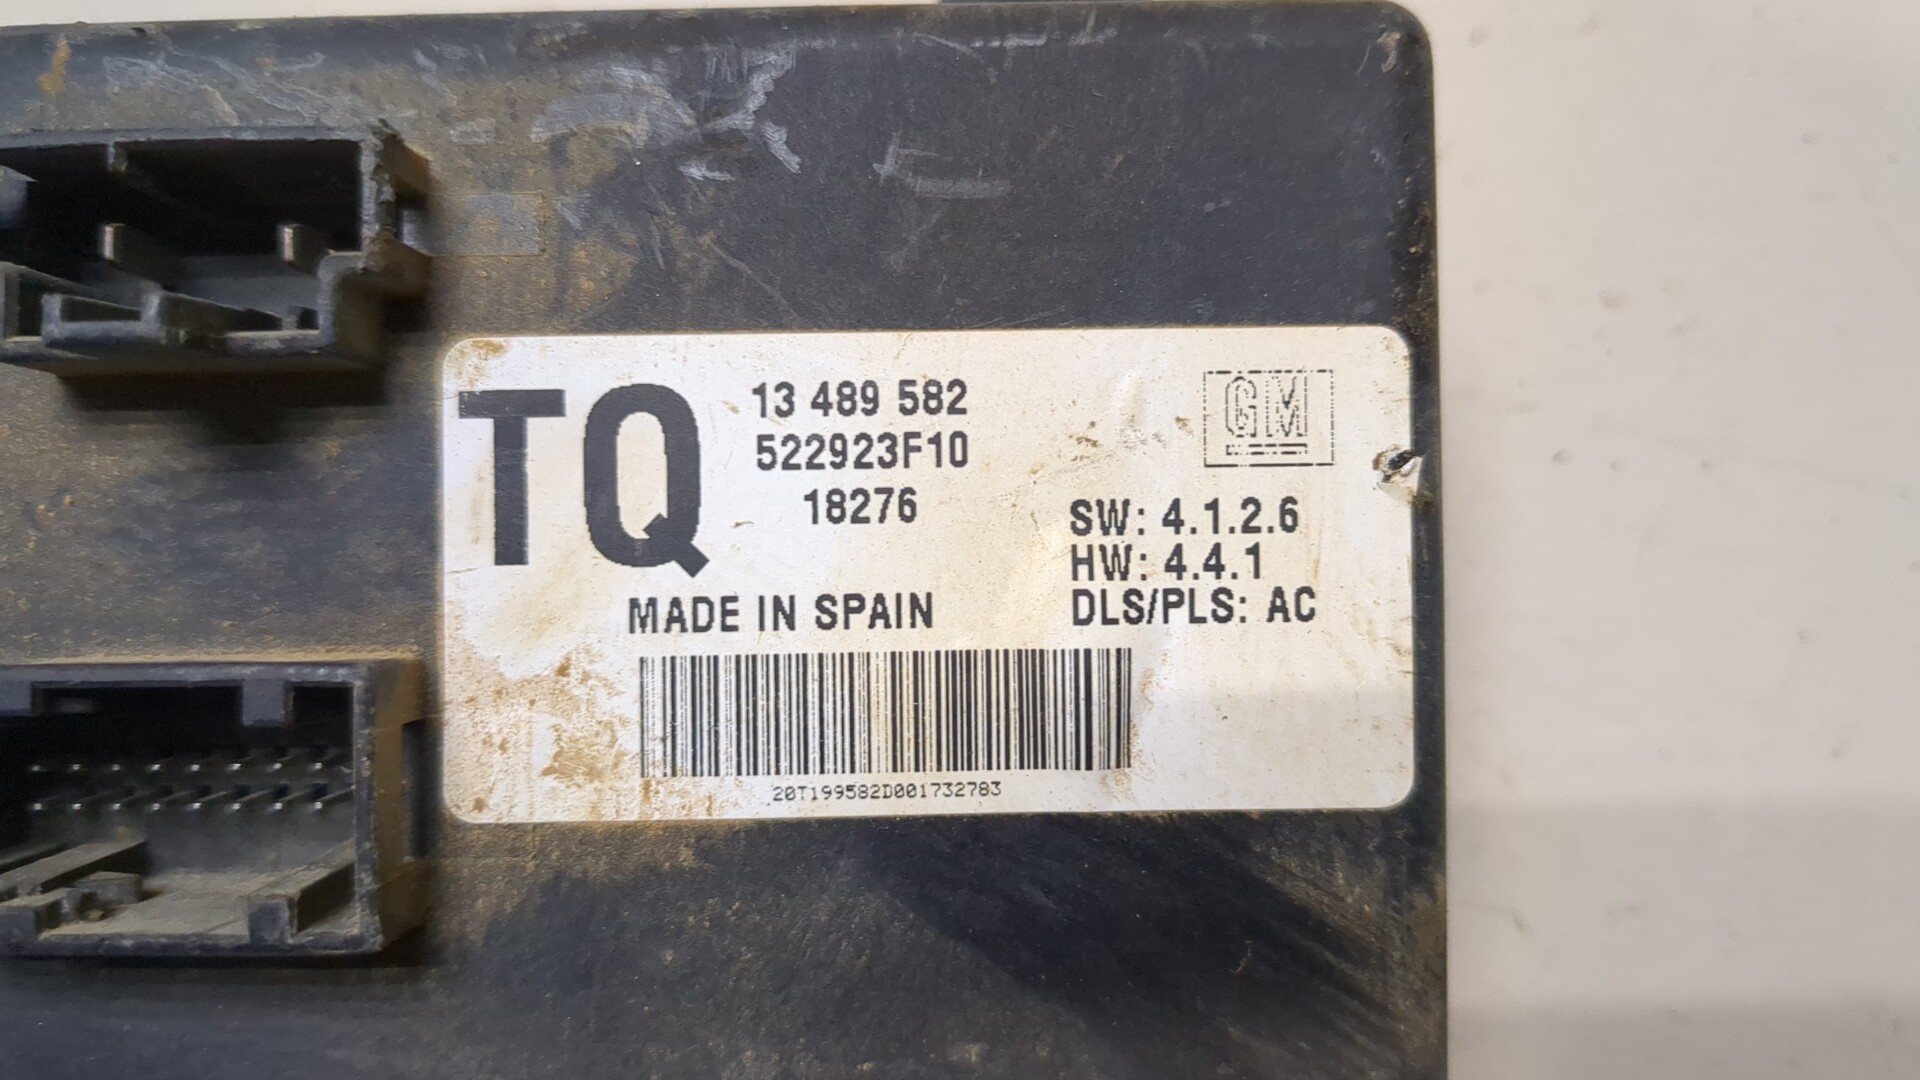 TQ
13 489 582
522923F10
18276
GM
SW: 4.1.2.6
HW: 4.4.1
DLS/PLS: AC
MADE IN SPAIN
20T199582D001732783